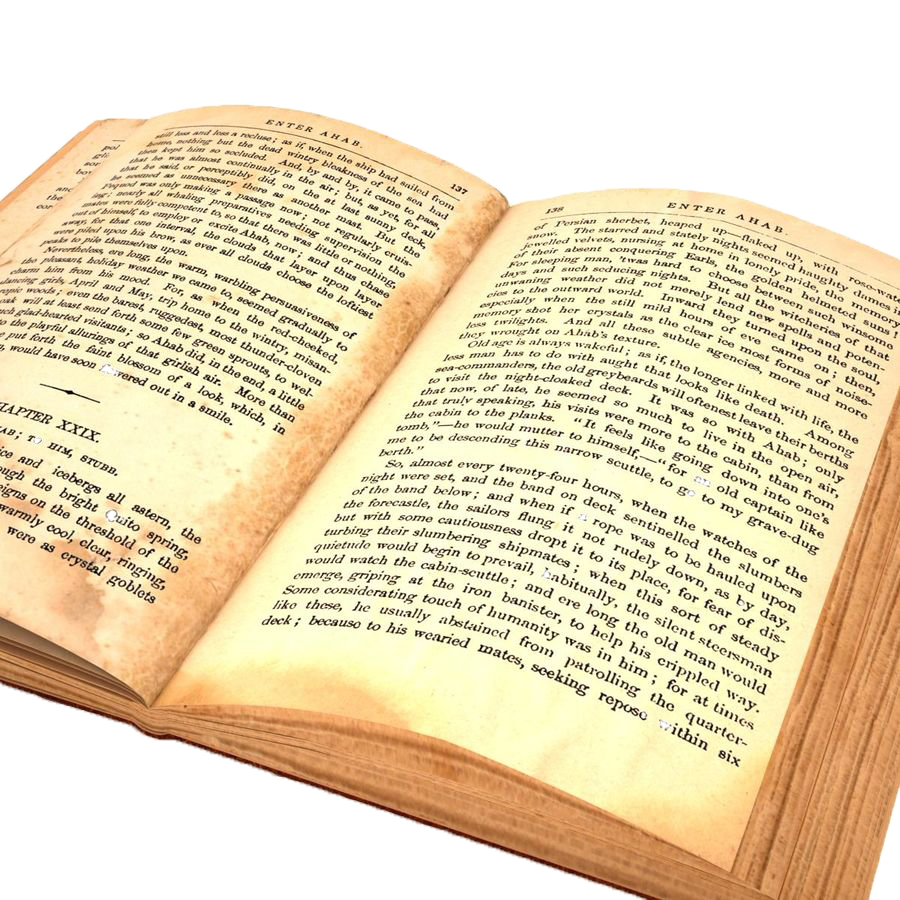 pol
gli
sor
bor
anc
the
cor
ENTER AHAB. 137
still less and less a recluse; as if, when the ship had sailed from
home, nothing but the dead wintry bleakness of the sea had
then kept him so secluded. And, by and by, it came to pass,
that he was almost continually in the air; but, as yet, for all
that he said, or perceptibly did, on the at last sunny deck,
he seemed as unnecessary there as another mast. But the
Pequod was only making a passage now; not regularly cruis-
ing; nearly all whaling preparatives needing supervision the
mates were fully competent to, so that there was little or nothing,
out of himself, to employ or excite Ahab, now; and thus chase
away, for that one interval, the clouds that layer upon layer
were piled upon his brow, as ever all clouds choose the loftiest
peaks to pile themselves upon.
Nevertheless, ere long, the warm, warbling persuasiveness of
the pleasant, holiday weather we came to, seemed gradually to
charm him from his mood. For, as when the red-cheeked,
dancing girls, April and May, trip home to the wintry, misan-
opic woods; even the barest, ruggedest, most thunder-cloven
oak will at least send forth some few green sprouts, to wel-
glad-hearted visitants; so Ahab did, in the end, a little
to the playful allurings of that girlish air. More than
put forth the faint blossom of a look, which, in
would have soon flowered out in a smile.
CHAPTER XXIX.
AHAB; TO HIM, STUBB.
ice and icebergs all astern, the
through the bright Quito spring,
reigns on the threshold of the
warmly cool, clear, ringing,
were as crystal goblets
138 ENTER AHAB.
of Persian sherbet, heaped up—flaked up, with rose-water
snow. The starred and stately nights seemed haughty dames in
jewelled velvets, nursing at home in lonely pride, the memory
of their absent conquering Earls, the golden helmeted suns!
For sleeping man, 'twas hard to choose between such winsome
days and such seducing nights. But all the witcheries of that
unwaning weather did not merely lend new spells and poten-
cies to the outward world. Inward they turned upon the soul,
especially when the still mild hours of eve came on; then,
memory shot her crystals as the clear ice most forms of noise-
less twilights. And all these subtle agencies, more and more
they wrought on Ahab's texture.
Old age is always wakeful; as if, the longer linked with life, the
less man has to do with aught that looks like death. Among
sea-commanders, the old greybeards will oftenest leave their berths
to visit the night-cloaked deck. It was so with Ahab; only
that now, of late, he seemed so much to live in the open air,
that truly speaking, his visits were more to the cabin, than from
the cabin to the planks. "It feels like going down into one's
tomb,"—he would mutter to himself,—"for an old captain like
me to be descending this narrow scuttle, to go to my grave-dug
berth."
So, almost every twenty-four hours, when the watches of the
night were set, and the band on deck sentinelled the slumbers
of the band below; and when if a rope was to be hauled upon
the forecastle, the sailors flung it not rudely down, as by day,
but with some cautiousness dropt it to its place, for fear of dis-
turbing their slumbering shipmates; when this sort of steady
quietude would begin to prevail, habitually, the silent steersman
would watch the cabin-scuttle; and ere long the old man would
emerge, griping at the iron banister, to help his crippled way.
Some considerating touch of humanity was in him; for at times
like these, he usually abstained from patrolling the quarter-
deck; because to his wearied mates, seeking repose within six